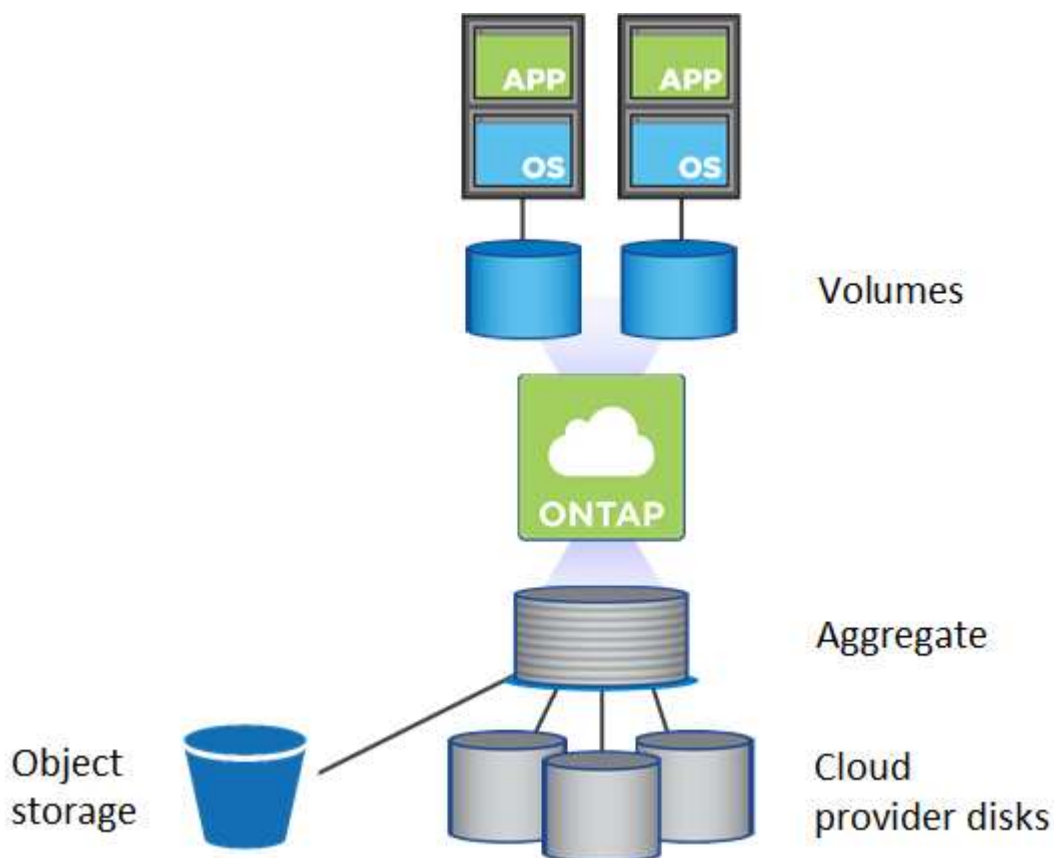 APP
APP
OS
OS
Volumes
ONTAP
Aggregate
Object
storage
Cloud
provider disks